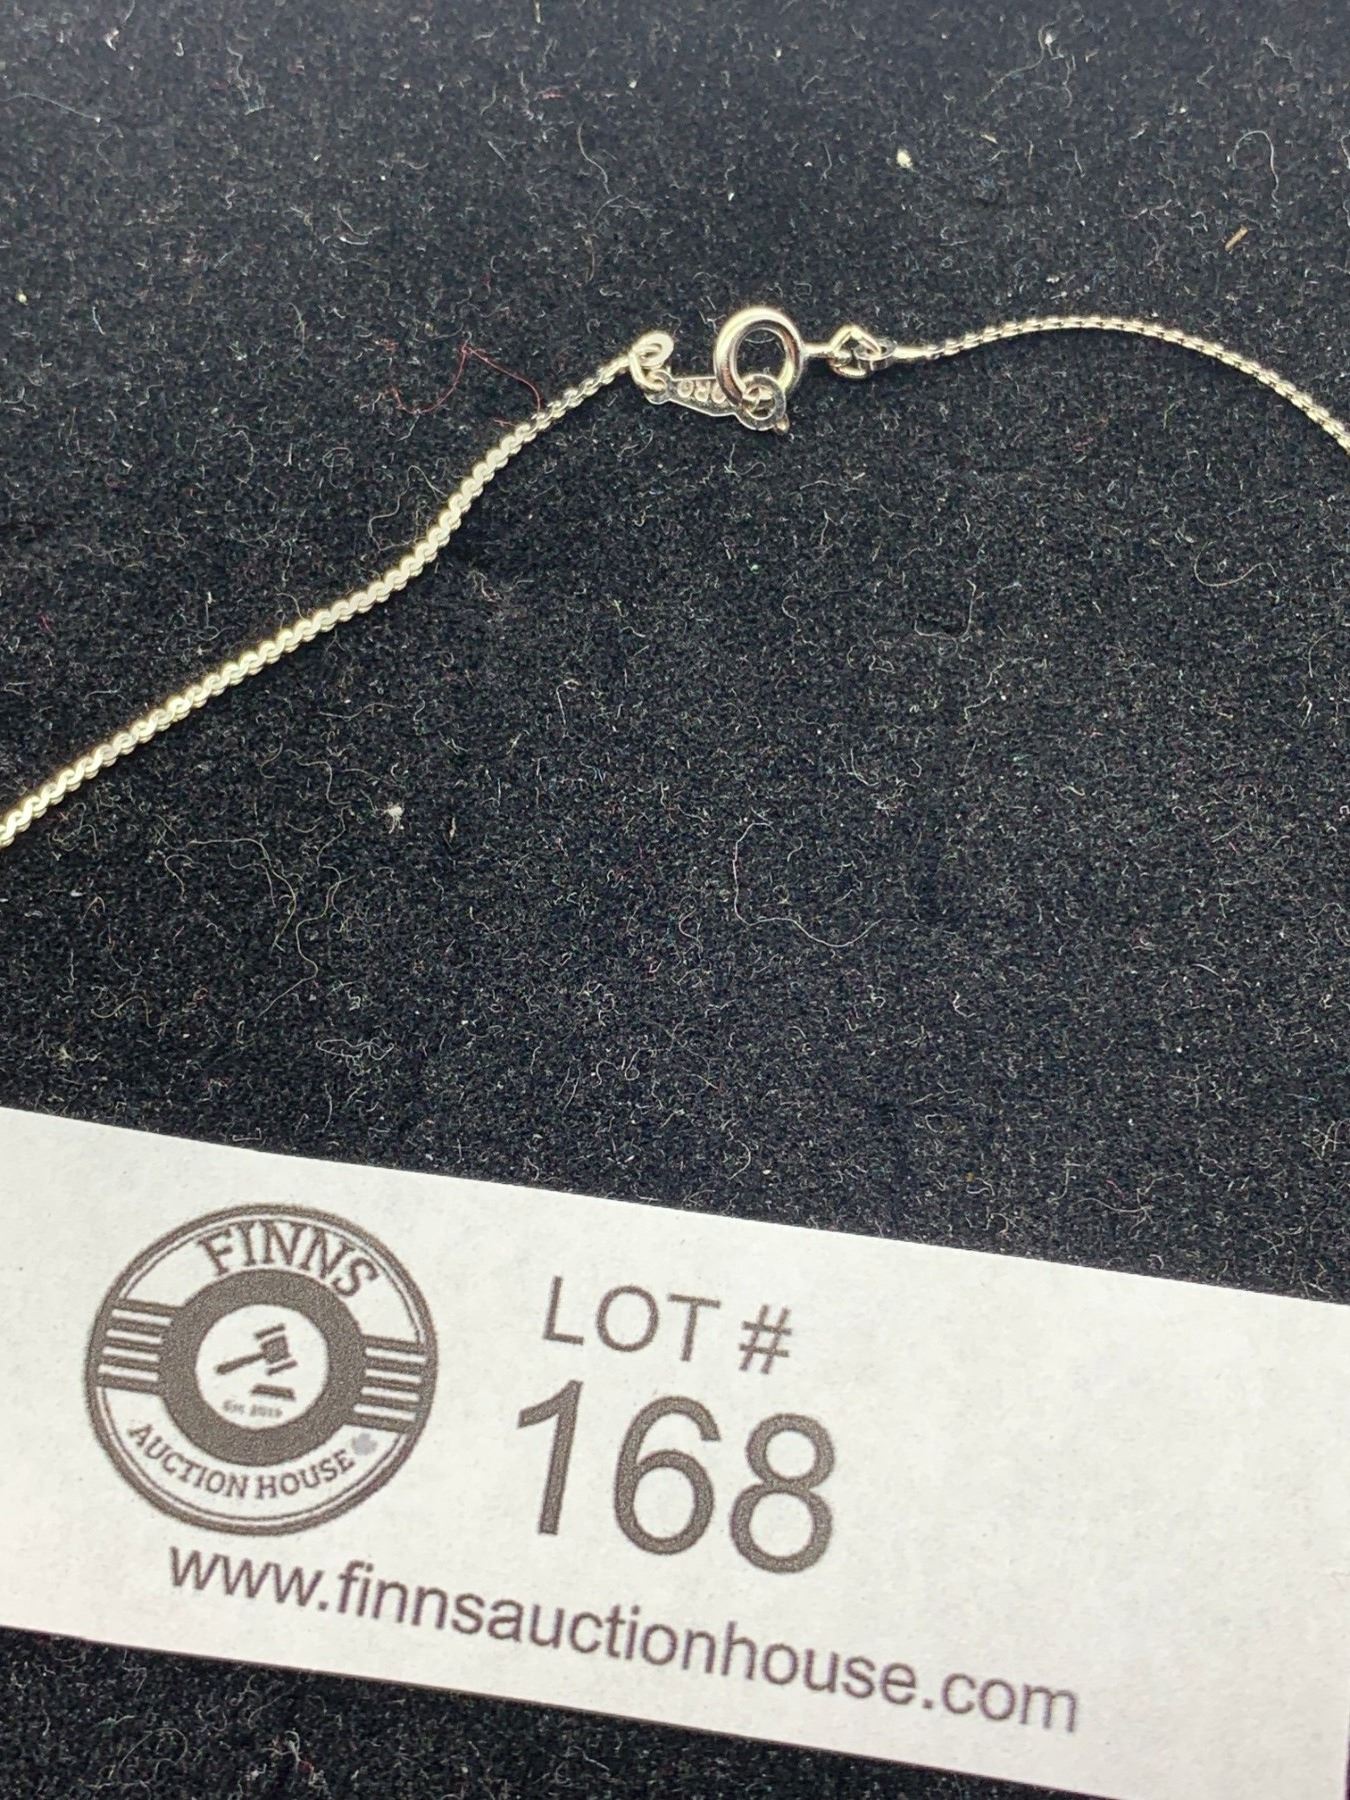 FINNS
Est 2019
AUCTION HOUSE
LOT #
168
www.finnsauctionhouse.com